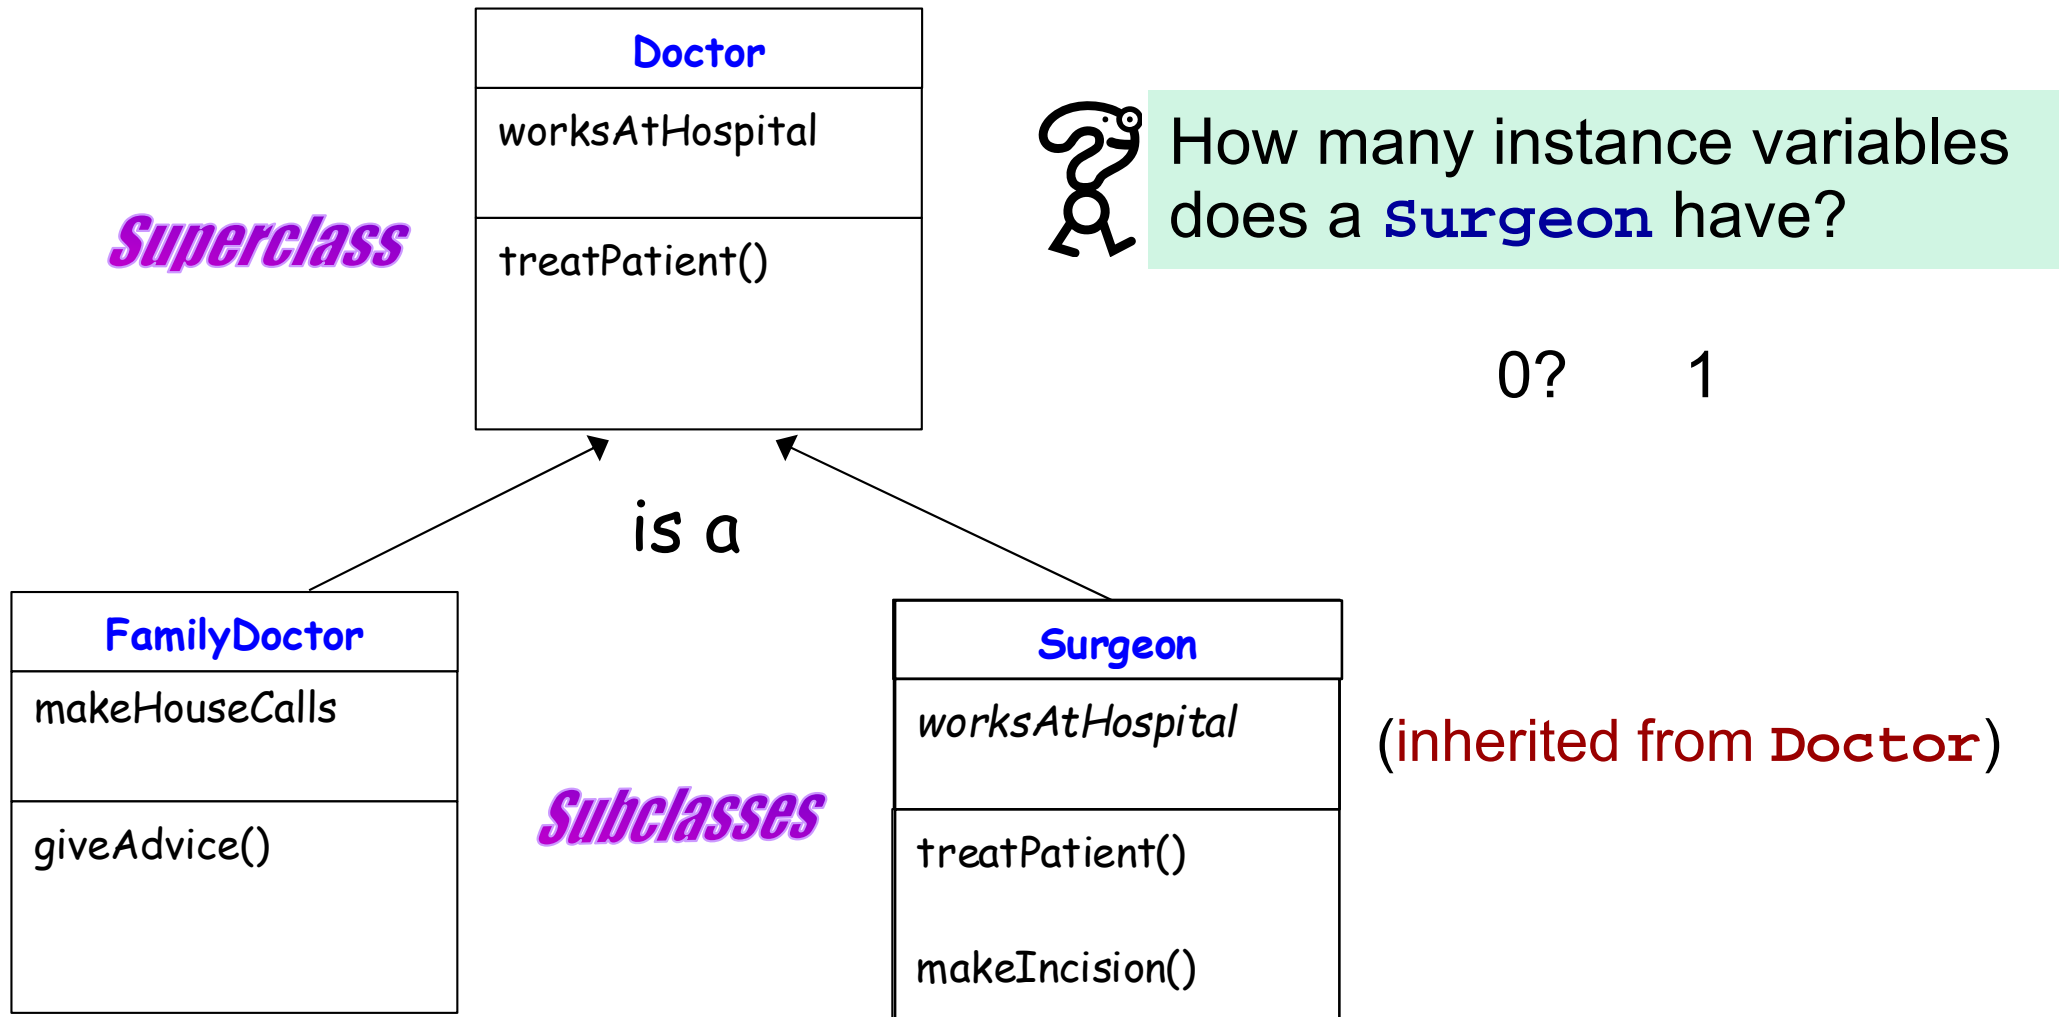 Doctor
worksAtHospital
treatPatient()
Superclass
How many instance variables
does a Surgeon have?
0? 1
is a
FamilyDoctor
makeHouseCalls
giveAdvice()
Subclasses
Surgeon
worksAtHospital
(inherited from Doctor)
treatPatient()
makeIncision()